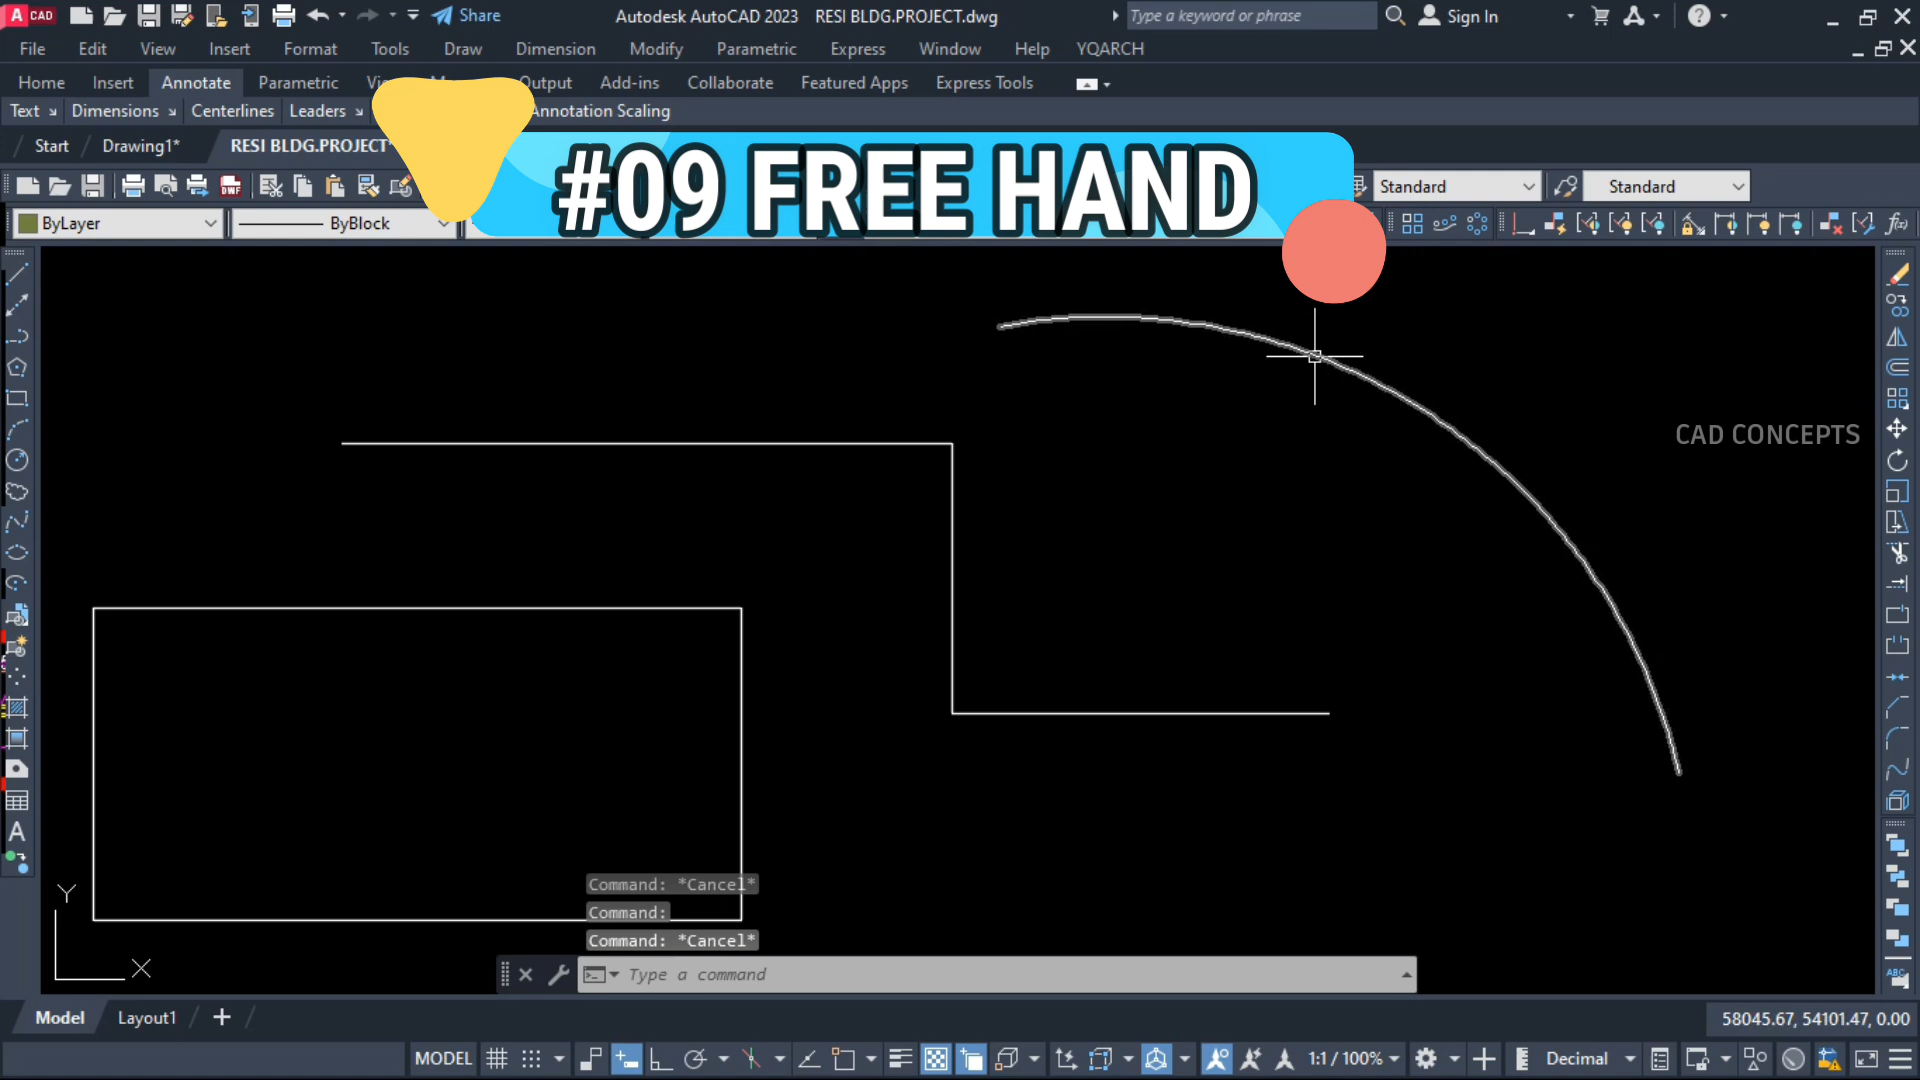 A CAD
Share
Autodesk AutoCAD 2023 RESI BLDG.PROJECT.dwg
Type a keyword or phrase
Sign In
File Edit View Insert Format Tools Draw Dimension Modify Parametric Express Window Help YQARCH
Home Insert Annotate Parametric Output Add-ins Collaborate Featured Apps Express Tools
Text Dimensions Centerlines Leaders Annotation Scaling
Start Drawing1* RESI BLDG.PROJECT*
#09 FREE HAND
DWF
Standard Standard
ByLayer ByBlock
f(x)
CAD CONCEPTS
A
Y
X
Command: *Cancel*
Command:
Command: *Cancel*
Type a command
ABC
Model Layout1 +
58045.67, 54101.47, 0.00
MODEL 1:1 / 100% Decimal